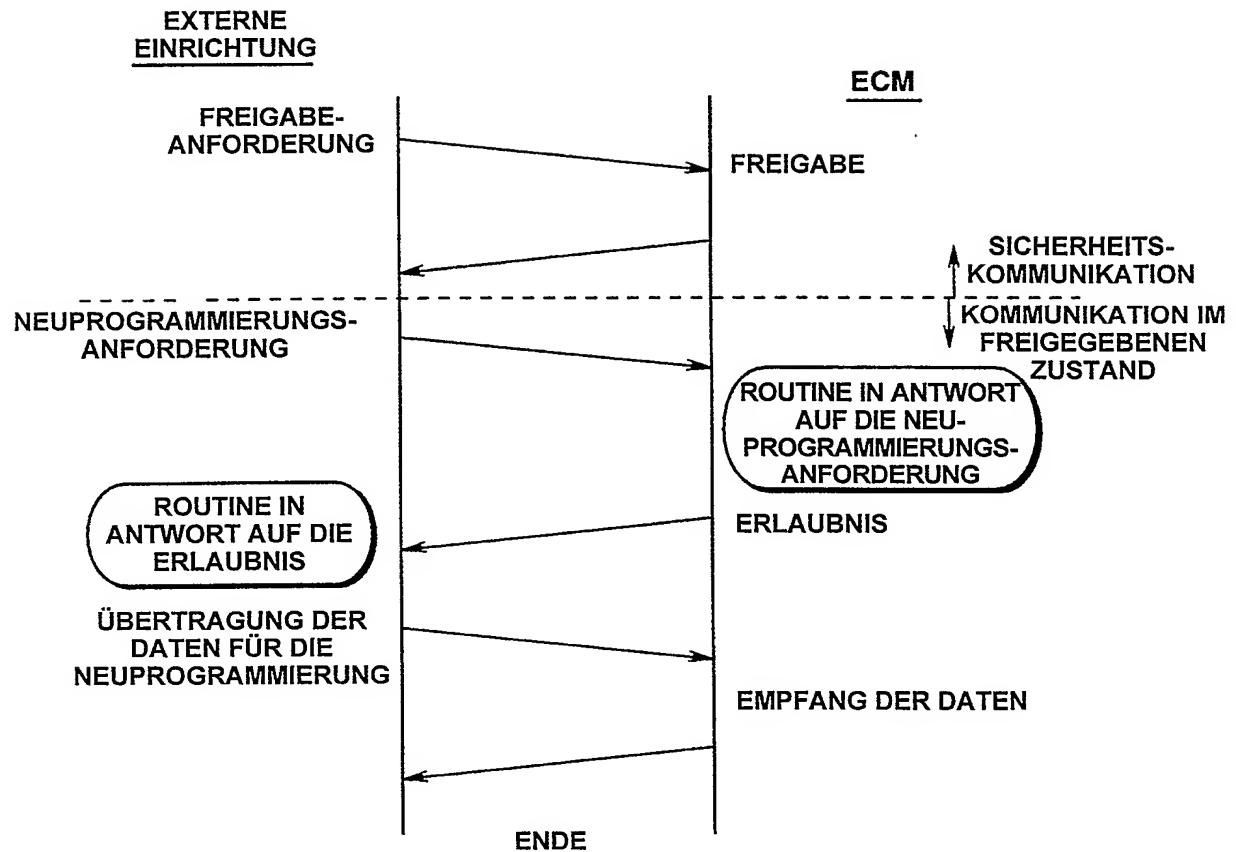 EXTERNE
EINRICHTUNG
ECM
FREIGABE-
ANFORDERUNG
FREIGABE
SICHERHEITS-
KOMMUNIKATION
NEUPROGRAMMIERUNGS-
ANFORDERUNG
KOMMUNIKATION IM
FREIGEGEBENEN
ZUSTAND
ROUTINE IN ANTWORT
AUF DIE NEU-
PROGRAMMIERUNGS-
ANFORDERUNG
ROUTINE IN
ANTWORT AUF DIE
ERLAUBNIS
ERLAUBNIS
ÜBERTRAGUNG DER
DATEN FÜR DIE
NEUPROGRAMMIERUNG
EMPFANG DER DATEN
ENDE